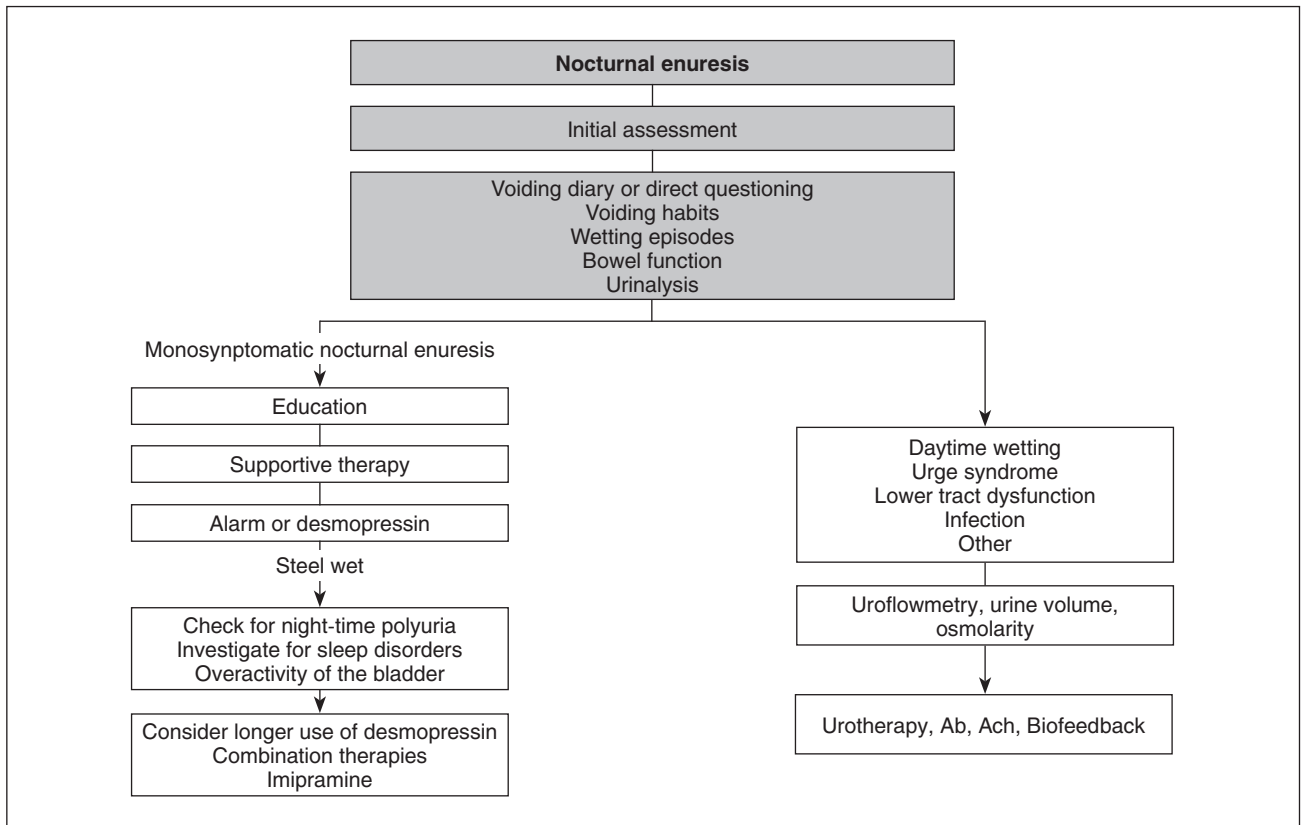 Nocturnal enuresis
Initial assessment
Voiding diary or direct questioning
Voiding habits
Wetting episodes
Bowel function
Urinalysis
Monosynptomatic nocturnal enuresis
Education
Supportive therapy
Alarm or desmopressin
Steel wet
Check for night-time polyuria
Investigate for sleep disorders
Overactivity of the bladder
Consider longer use of desmopressin
Combination therapies
Imipramine
Daytime wetting
Urge syndrome
Lower tract dysfunction
Infection
Other
Uroflowmetry, urine volume,
osmolarity
Urotherapy, Ab, Ach, Biofeedback